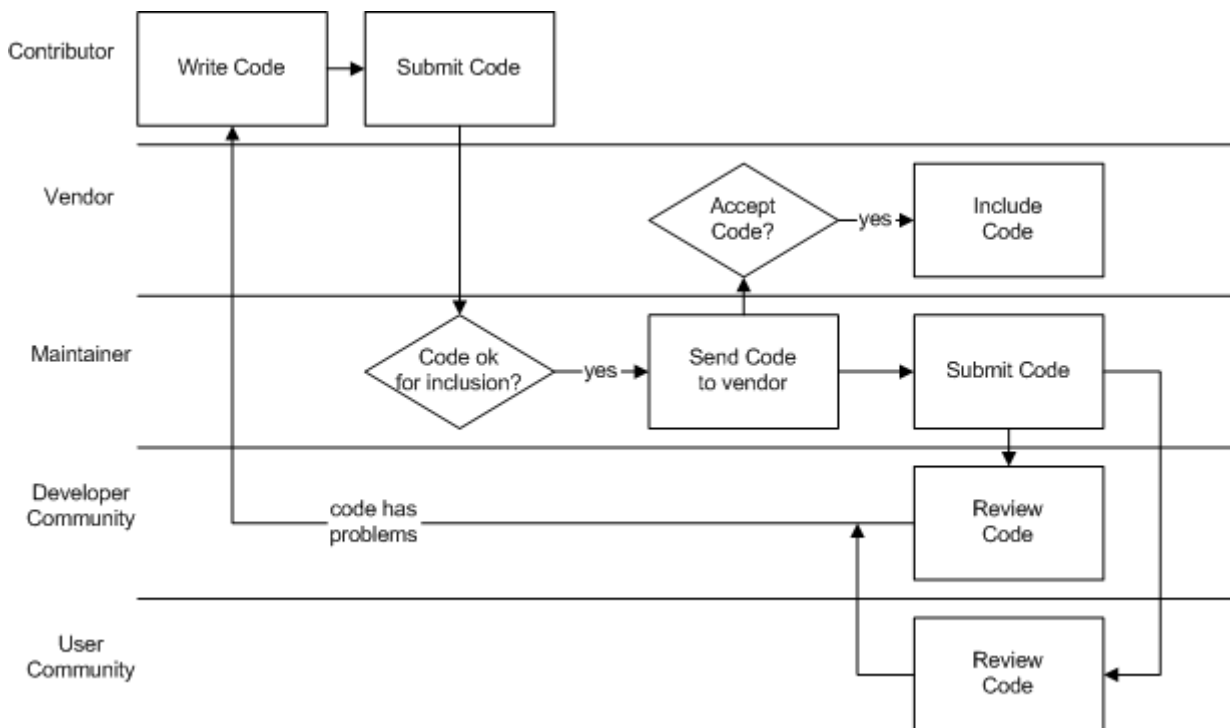 Contributor
Write Code
Submit Code
Vendor
Accept
Code?
yes
Include
Code
Maintainer
Code ok
for inclusion?
yes
Send Code
to vendor
Submit Code
Developer
Community
code has
problems
Review
Code
User
Community
Review
Code